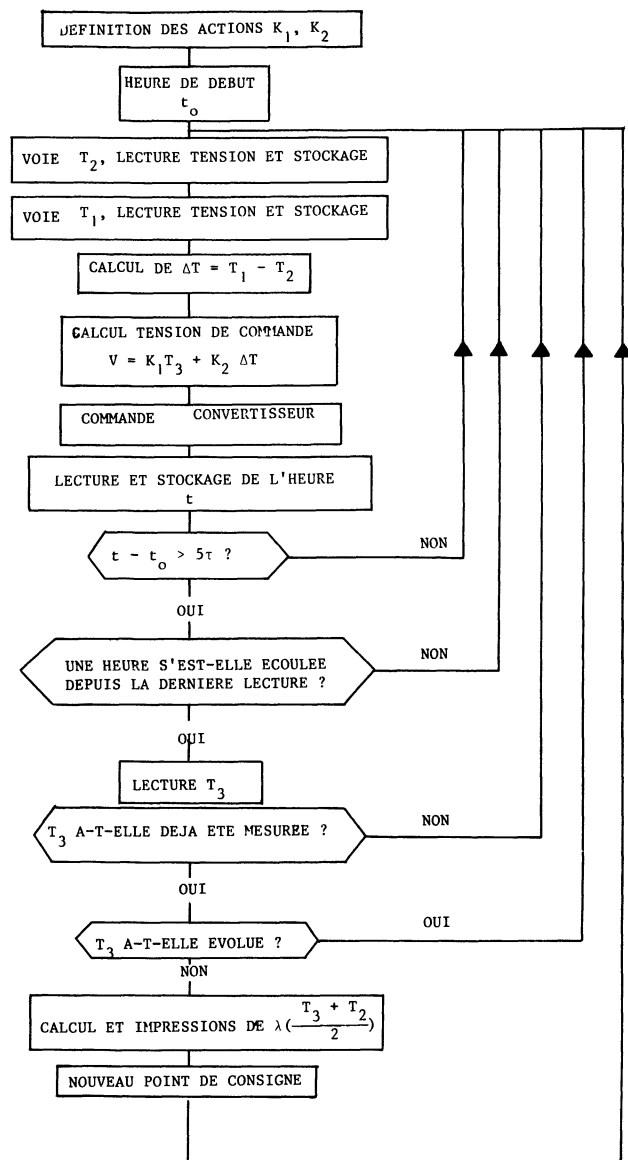 DEFINITION DES ACTIONS K₁, K₂
HEURE DE DEBUT
t₀
VOIE T₂, LECTURE TENSION ET STOCKAGE
VOIE T₁, LECTURE TENSION ET STOCKAGE
CALCUL DE ΔT = T₁ - T₂
CALCUL TENSION DE COMMANDE
V = K₁T₃ + K₂ ΔT
COMMANDE CONVERTISSEUR
LECTURE ET STOCKAGE DE L'HEURE
t
t - t₀ > 5τ ?
NON
OUI
UNE HEURE S'EST-ELLE ECOULEE
DEPUIS LA DERNIERE LECTURE ?
NON
OUI
LECTURE T₃
T₃ A-T-ELLE DEJA ETE MESUREE ?
NON
OUI
T₃ A-T-ELLE EVOLUE ?
OUI
NON
CALCUL ET IMPRESSIONS DE λ(T₃ + T₂ / 2)
NOUVEAU POINT DE CONSIGNE